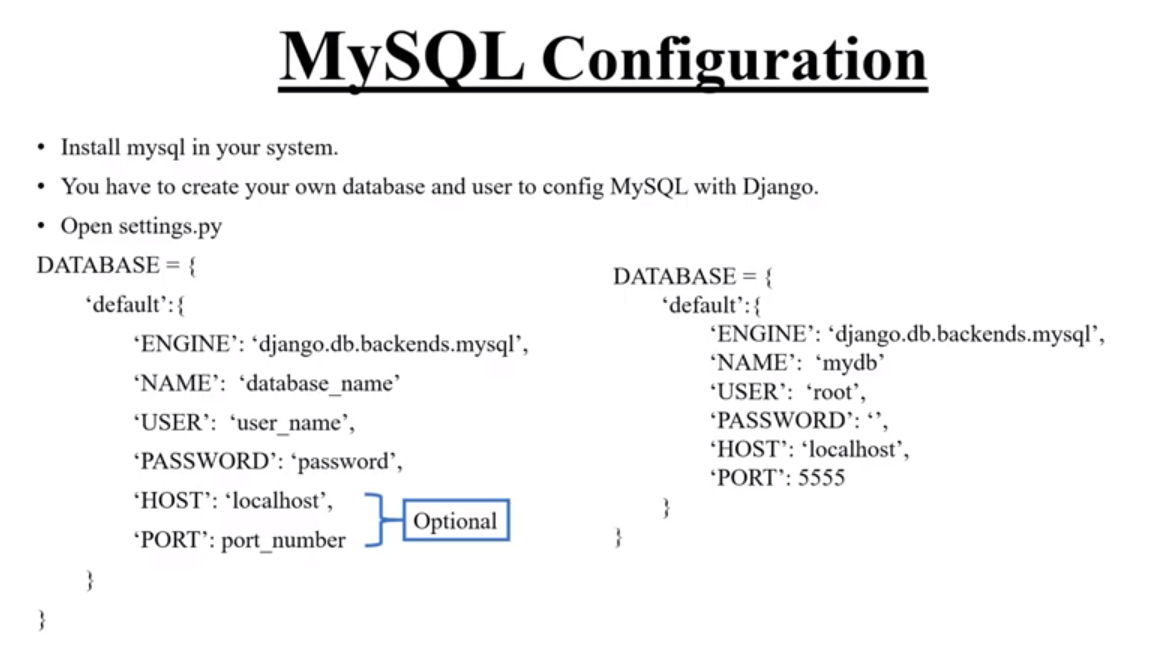 MySQL Configuration
• Install mysql in your system.
• You have to create your own database and user to config MySQL with Django.
• Open settings.py
DATABASE = {
‘default’:{
‘ENGINE’: ‘django.db.backends.mysql’,
‘NAME’:  ‘database_name’
‘USER’:  ‘user_name’,
‘PASSWORD’: ‘password’,
‘HOST’: ‘localhost’,
‘PORT’: port_number
Optional
}
}
DATABASE = {
‘default’:{
‘ENGINE’: ‘django.db.backends.mysql’,
‘NAME’:  ‘mydb’
‘USER’:  ‘root’,
‘PASSWORD’: ‘’,
‘HOST’: ‘localhost’,
‘PORT’: 5555
}
}